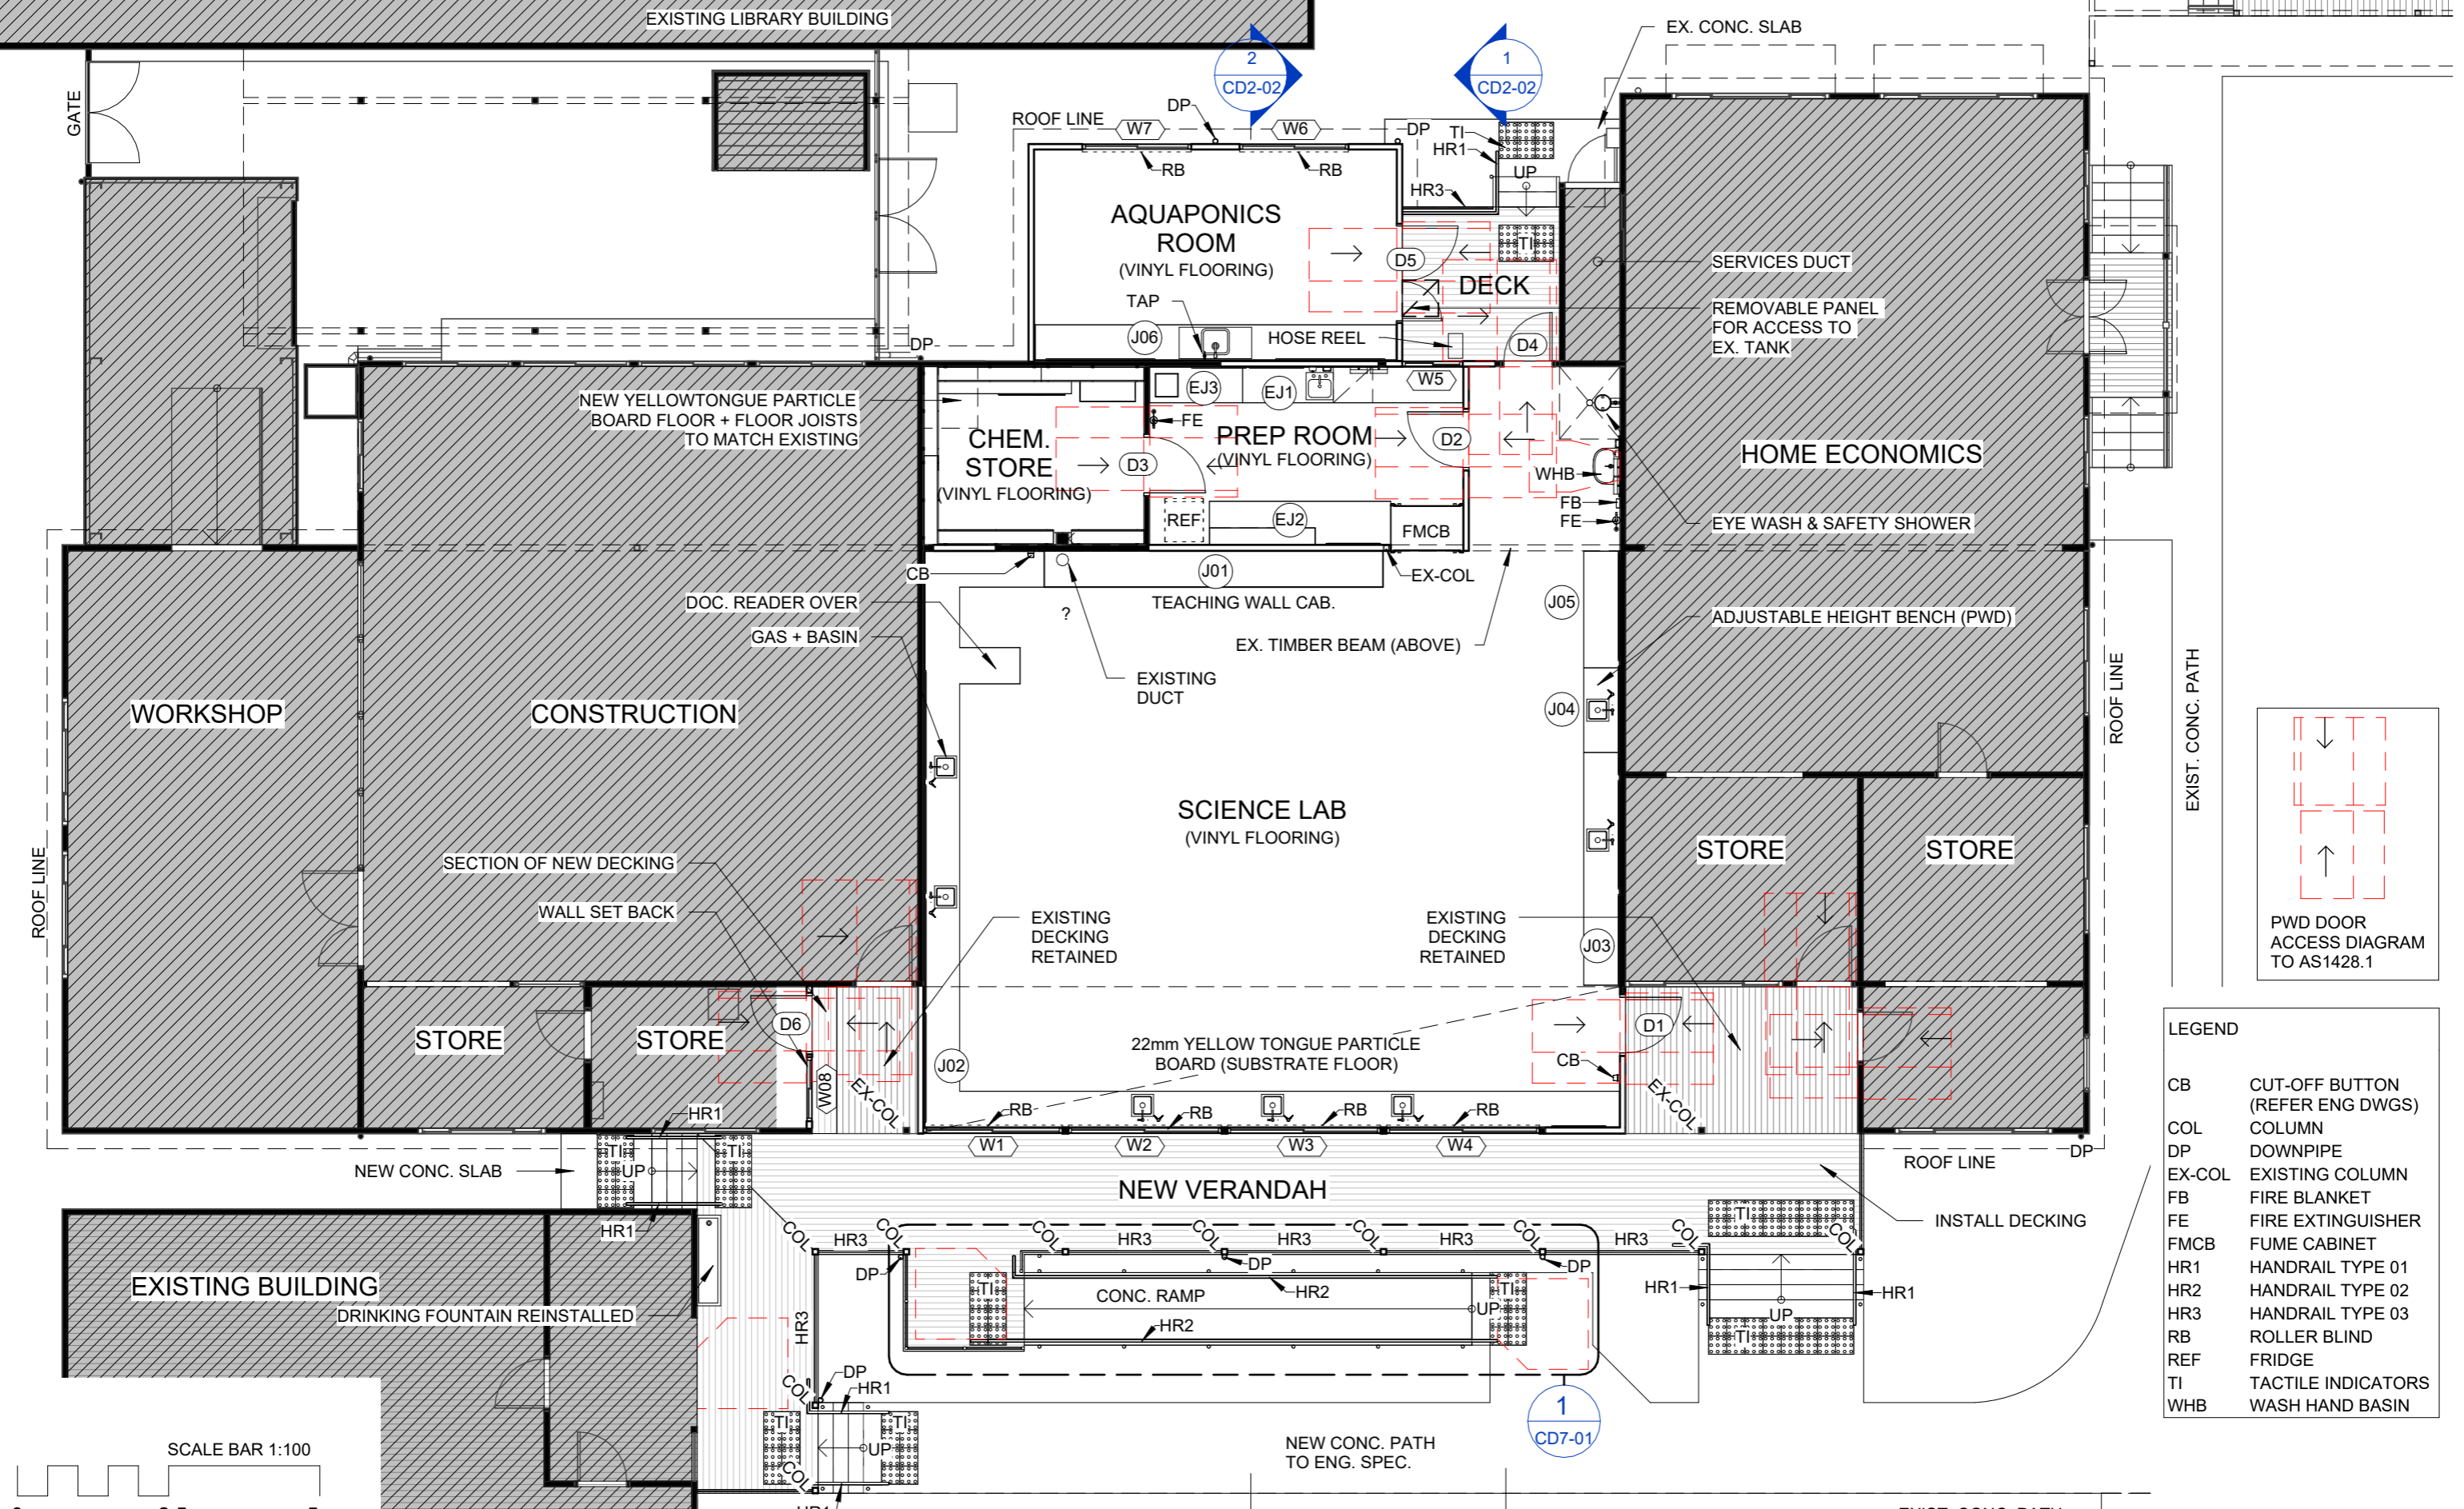 EXISTING LIBRARY BUILDING
EX. CONC. SLAB
2
CD2-02
1
CD2-02
GATE
ROOF LINE
W7
DP
W6
DP
TI
HR1
RB
RB
UP
HR3
AQUAPONICS
ROOM
(VINYL FLOORING)
TI
D5
DECK
SERVICES DUCT
TAP
REMOVABLE PANEL
FOR ACCESS TO
EX. TANK
J06
HOSE REEL
D4
DP
NEW YELLOWTONGUE PARTICLE
BOARD FLOOR + FLOOR JOISTS
TO MATCH EXISTING
EJ3
EJ1
W5
FE
CHEM.
STORE
(VINYL FLOORING)
D3
PREP ROOM
(VINYL FLOORING)
D2
HOME ECONOMICS
WHB
FB
FE
REF
EJ2
FMCB
EYE WASH & SAFETY SHOWER
CB
J01
EX-COL
DOC. READER OVER
TEACHING WALL CAB.
?
J05
ADJUSTABLE HEIGHT BENCH (PWD)
GAS + BASIN
EX. TIMBER BEAM (ABOVE)
EXISTING
DUCT
J04
WORKSHOP
CONSTRUCTION
ROOF LINE
EXIST. CONC. PATH
SCIENCE LAB
(VINYL FLOORING)
STORE
STORE
ROOF LINE
SECTION OF NEW DECKING
WALL SET BACK
EXISTING
DECKING
RETAINED
EXISTING
DECKING
RETAINED
J03
PWD DOOR
ACCESS DIAGRAM
TO AS1428.1
STORE
STORE
D6
D1
22mm YELLOW TONGUE PARTICLE
BOARD (SUBSTRATE FLOOR)
J02
CB
W08
EX-COL
EX-COL
HR1
RB
RB
RB
RB
W1
W2
W3
W4
TI
UP
TI
NEW CONC. SLAB
ROOF LINE
DP
NEW VERANDAH
HR1
INSTALL DECKING
TI
COL
HR3
COL
COL
HR3
COL
HR3
COL
HR3
COL
HR3
COL
COL
DP
DP
DP
EXISTING BUILDING
TI
CONC. RAMP
HR2
TI
UP
HR1
HR1
UP
DRINKING FOUNTAIN REINSTALLED
HR3
HR2
TI
DP
HR1
COL
TI
TI
UP
COL
HR1
1
CD7-01
NEW CONC. PATH
TO ENG. SPEC.
SCALE BAR 1:100
LEGEND
CB CUT-OFF BUTTON
(REFER ENG DWGS)
COL COLUMN
DP DOWNPIPE
EX-COL EXISTING COLUMN
FB FIRE BLANKET
FE FIRE EXTINGUISHER
FMCB FUME CABINET
HR1 HANDRAIL TYPE 01
HR2 HANDRAIL TYPE 02
HR3 HANDRAIL TYPE 03
RB ROLLER BLIND
REF FRIDGE
TI TACTILE INDICATORS
WHB WASH HAND BASIN